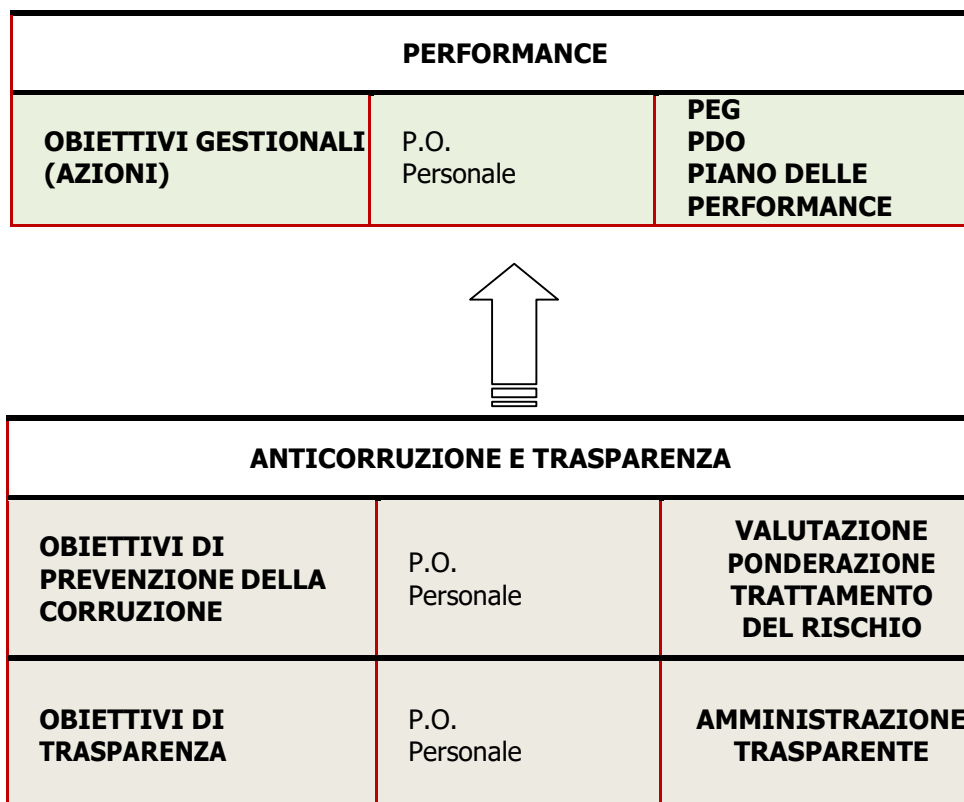 PERFORMANCE
OBIETTIVI GESTIONALI
(AZIONI)
P.O.
Personale
PEG
PDO
PIANO DELLE
PERFORMANCE
ANTICORRUZIONE E TRASPARENZA
OBIETTIVI DI
PREVENZIONE DELLA
CORRUZIONE
P.O.
Personale
VALUTAZIONE
PONDERAZIONE
TRATTAMENTO
DEL RISCHIO
OBIETTIVI DI
TRASPARENZA
P.O.
Personale
AMMINISTRAZIONE
TRASPARENTE